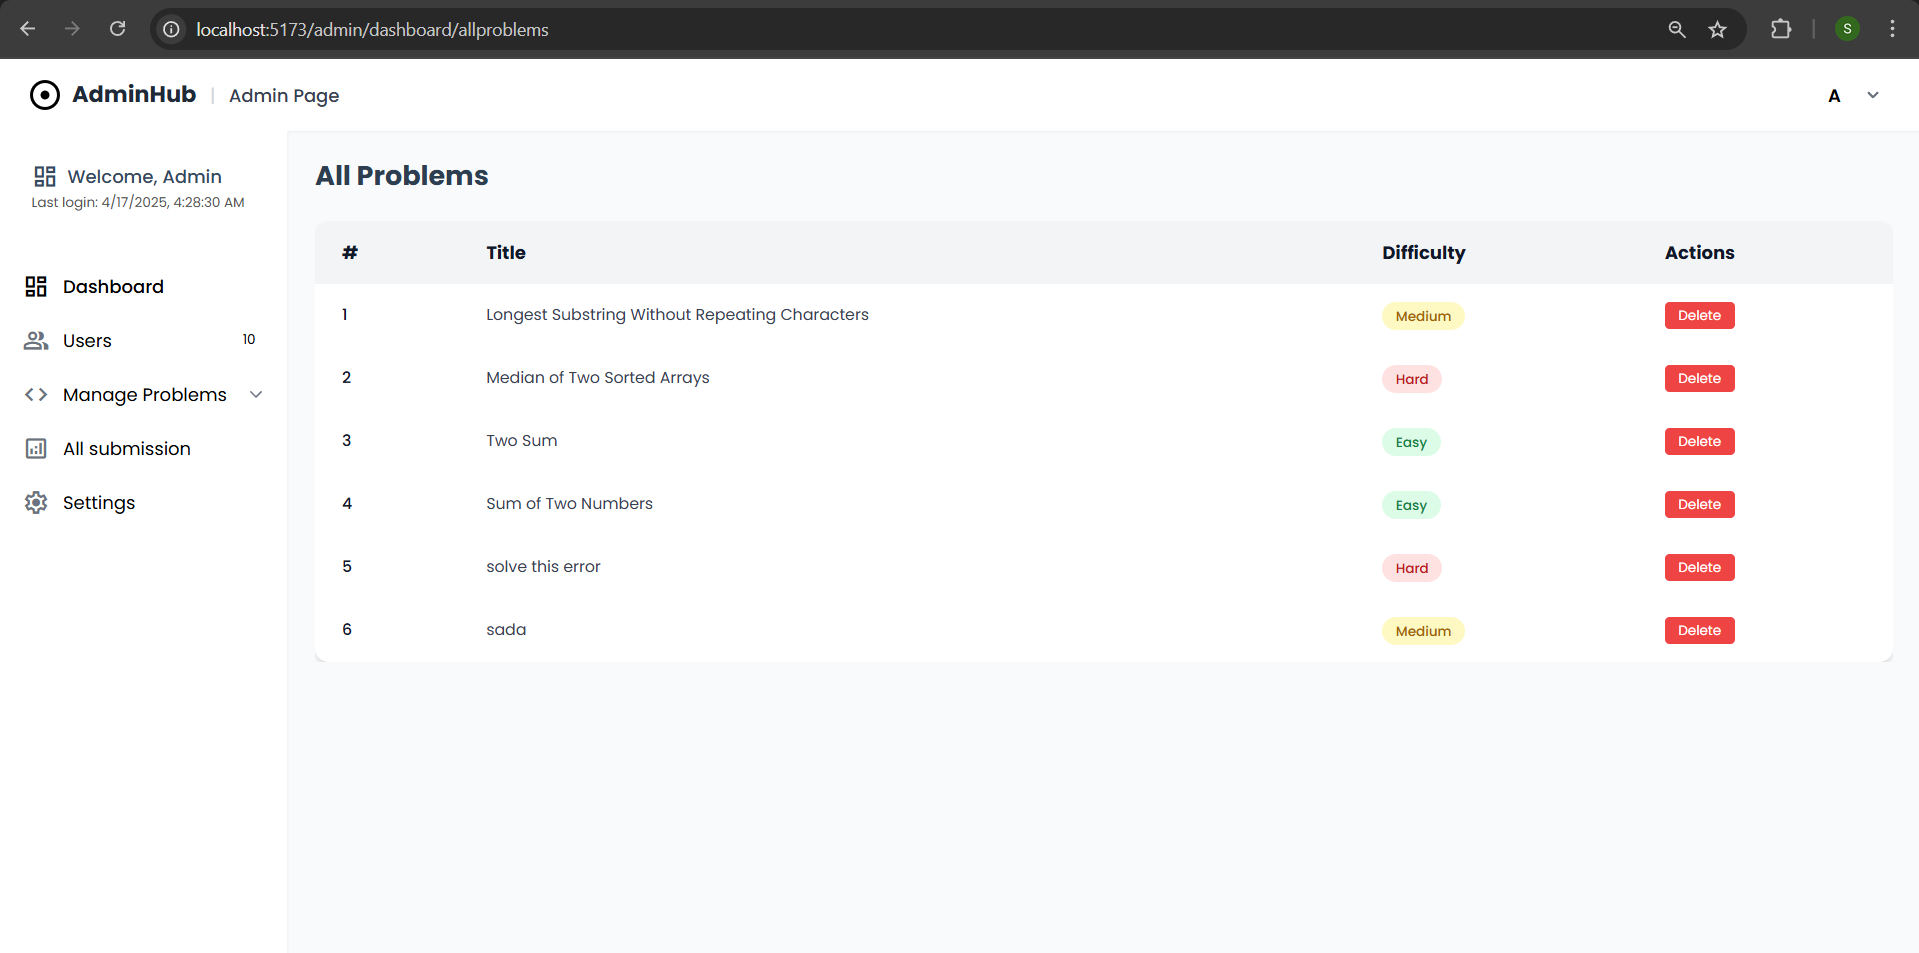 localhost:5173/admin/dashboard/allproblems
S
AdminHub | Admin Page
A
Welcome, Admin
Last login: 4/17/2025, 4:28:30 AM
Dashboard
Users 10
Manage Problems
All submission
Settings
All Problems
# Title Difficulty Actions
1 Longest Substring Without Repeating Characters Medium Delete
2 Median of Two Sorted Arrays Hard Delete
3 Two Sum Easy Delete
4 Sum of Two Numbers Easy Delete
5 solve this error Hard Delete
6 sada Medium Delete